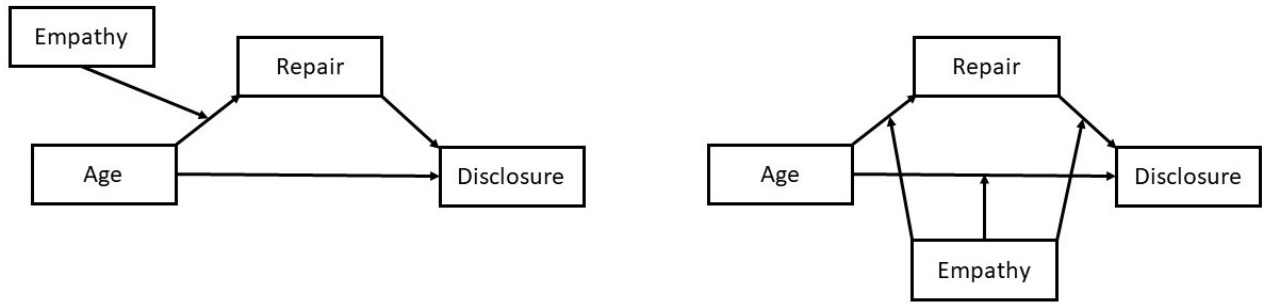 Empathy
Repair
Age
Disclosure
Repair
Age
Disclosure
Empathy